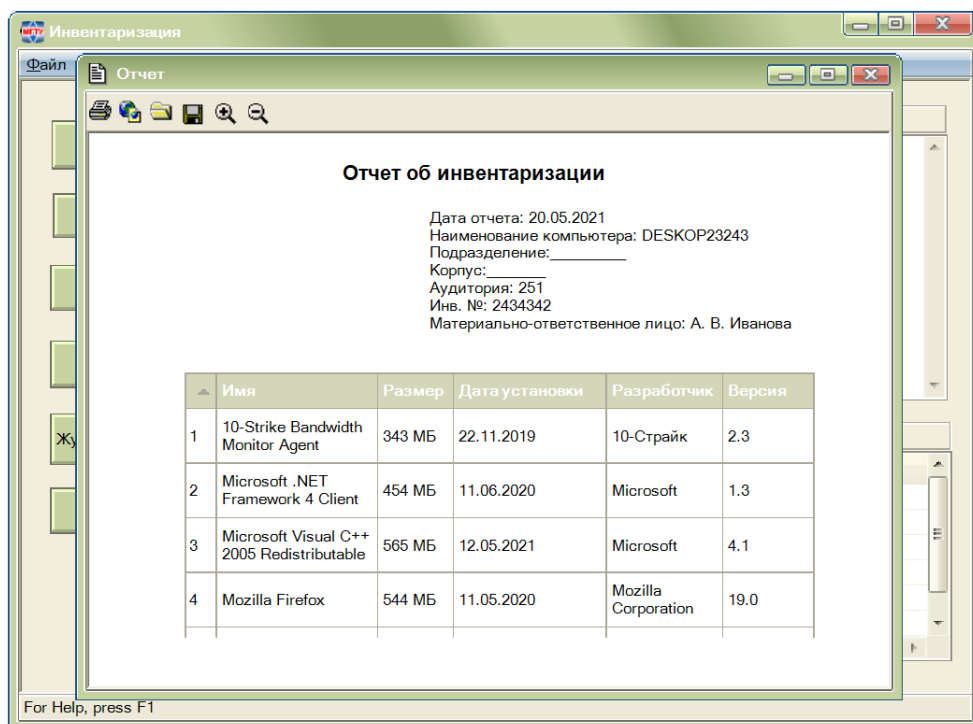 МГТУ Инвентаризация
Файл
Отчет
Отчет об инвентаризации
Дата отчета: 20.05.2021
Наименование компьютера: DESKOP23243
Подразделение:_________
Корпус:_______
Аудитория: 251
Инв. №: 2434342
Материально-ответственное лицо: А. В. Иванова
Имя Размер Дата установки Разработчик Версия
1 10-Strike Bandwidth Monitor Agent 343 МБ 22.11.2019 10-Страйк 2.3
2 Microsoft .NET Framework 4 Client 454 МБ 11.06.2020 Microsoft 1.3
3 Microsoft Visual C++ 2005 Redistributable 565 МБ 12.05.2021 Microsoft 4.1
4 Mozilla Firefox 544 МБ 11.05.2020 Mozilla Corporation 19.0
Жу
For Help, press F1